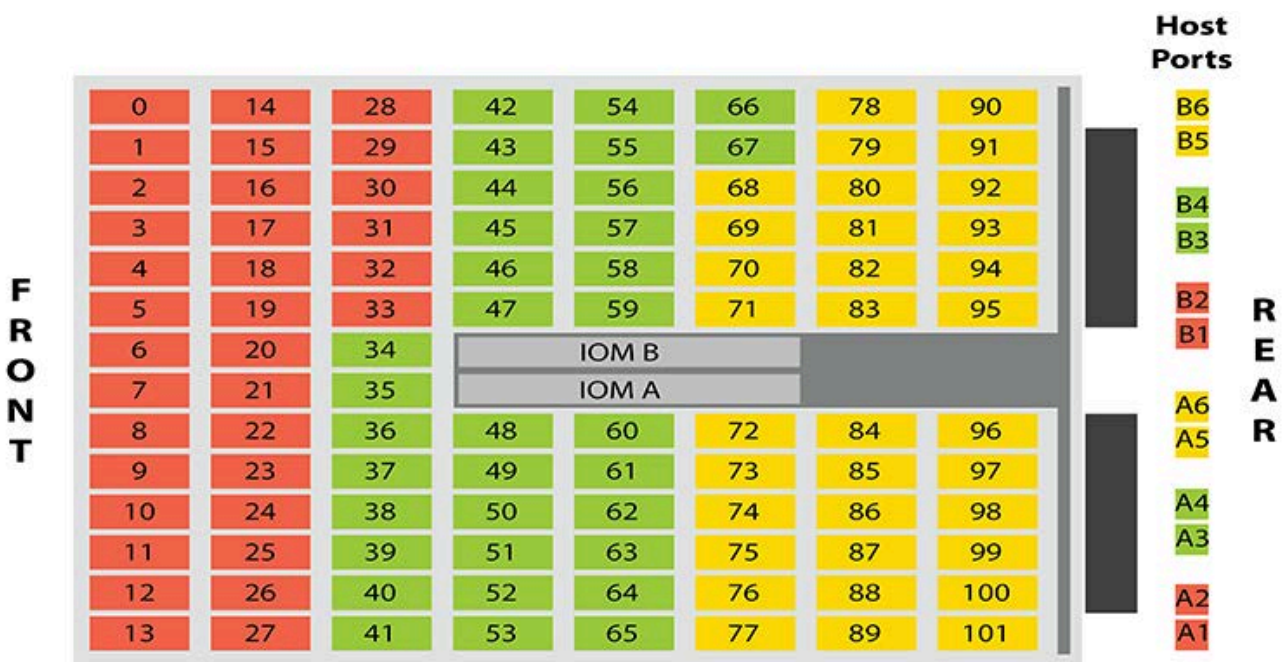 Host
Ports
0 14 28 42 54 66 78 90 B6
1 15 29 43 55 67 79 91 B5
2 16 30 44 56 68 80 92 B4
3 17 31 45 57 69 81 93 B3
4 18 32 46 58 70 82 94
5 19 33 47 59 71 83 95 B2
6 20 34 IOM B B1
7 21 35 IOM A A6
8 22 36 48 60 72 84 96 A5
9 23 37 49 61 73 85 97
10 24 38 50 62 74 86 98 A4
11 25 39 51 63 75 87 99 A3
12 26 40 52 64 76 88 100 A2
13 27 41 53 65 77 89 101 A1
FRONT
REAR